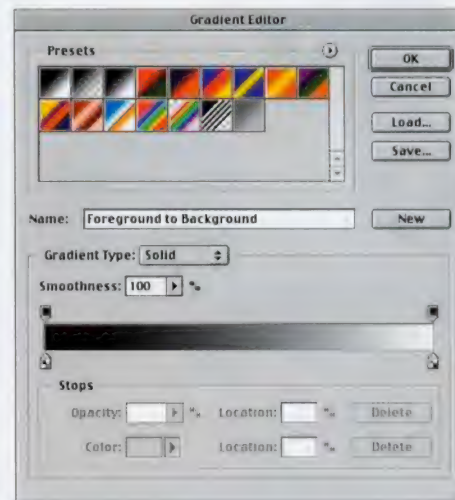 Gradient Editor
Presets
OK
Cancel
Load...
Save...
Name: Foreground to Background
New
Gradient Type: Solid
Smoothness: 100 %
Stops
Opacity: % Location: % Delete
Color: Location: % Delete